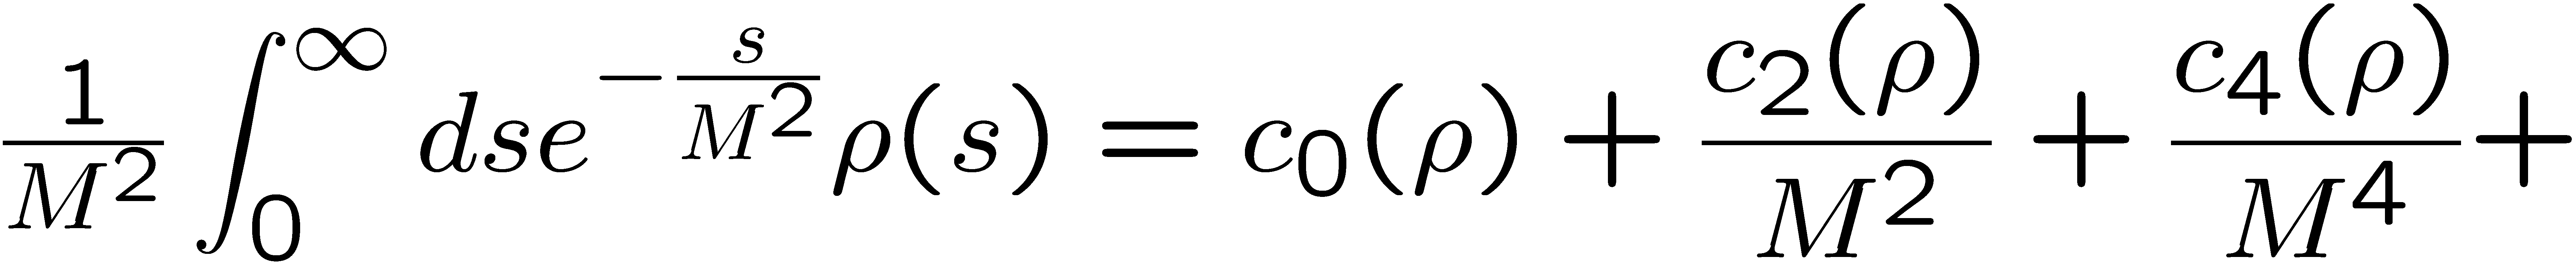 \frac{1}{M^2} \int_0^\infty ds e^{-\frac{s}{M^2}} \rho(s) = c_0(\rho) + \frac{c_2(\rho)}{M^2} + \frac{c_4(\rho)}{M^4} +